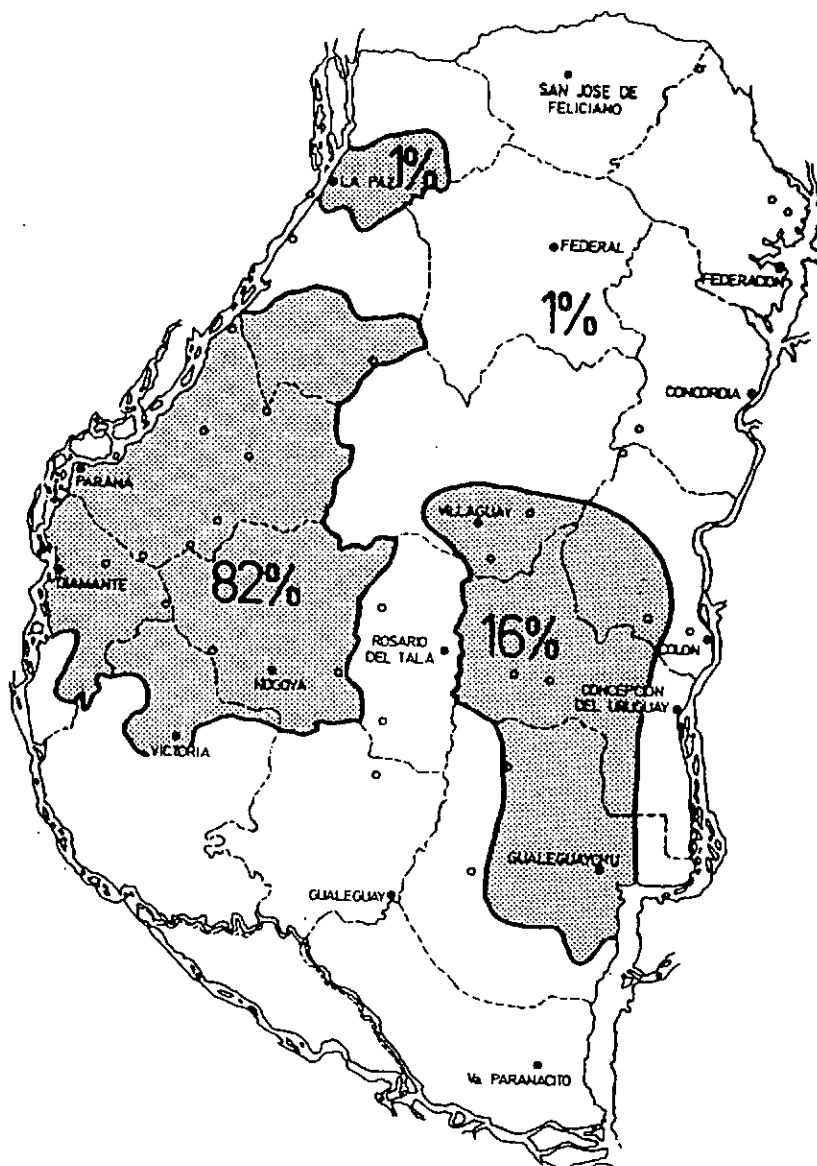 SAN JOSE DE
FELICIANO
LA PAZ
1%
FEDERAL
FEDERACION
1%
CONCORDIA
PARANA
VILLAGUAY
DIAMANTE
82%
ROSARIO
DEL TALA
16%
COLON
NOGOYA
CONCEPCION
DEL URUGUAY
VICTORIA
GUALEGUAYCHU
GUALEGUAY
Va PARANACITO